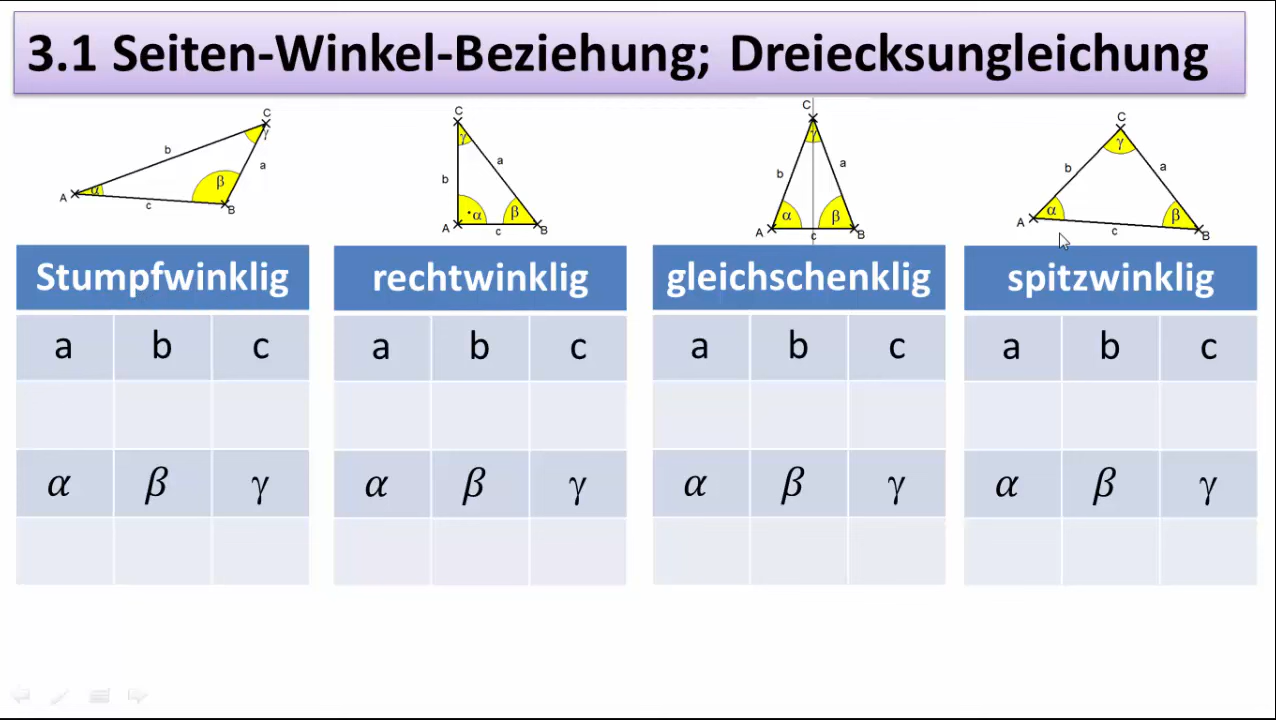 3.1 Seiten-Winkel-Beziehung; Dreiecksungleichung
A b c C γ a β B α
C γ b a α β A c B
C γ b a α β A c B
C γ b a α β A c B
Stumpfwinklig rechtwinklig gleichschenklig spitzwinklig
a b c a b c a b c a b c
α β γ α β γ α β γ α β γ